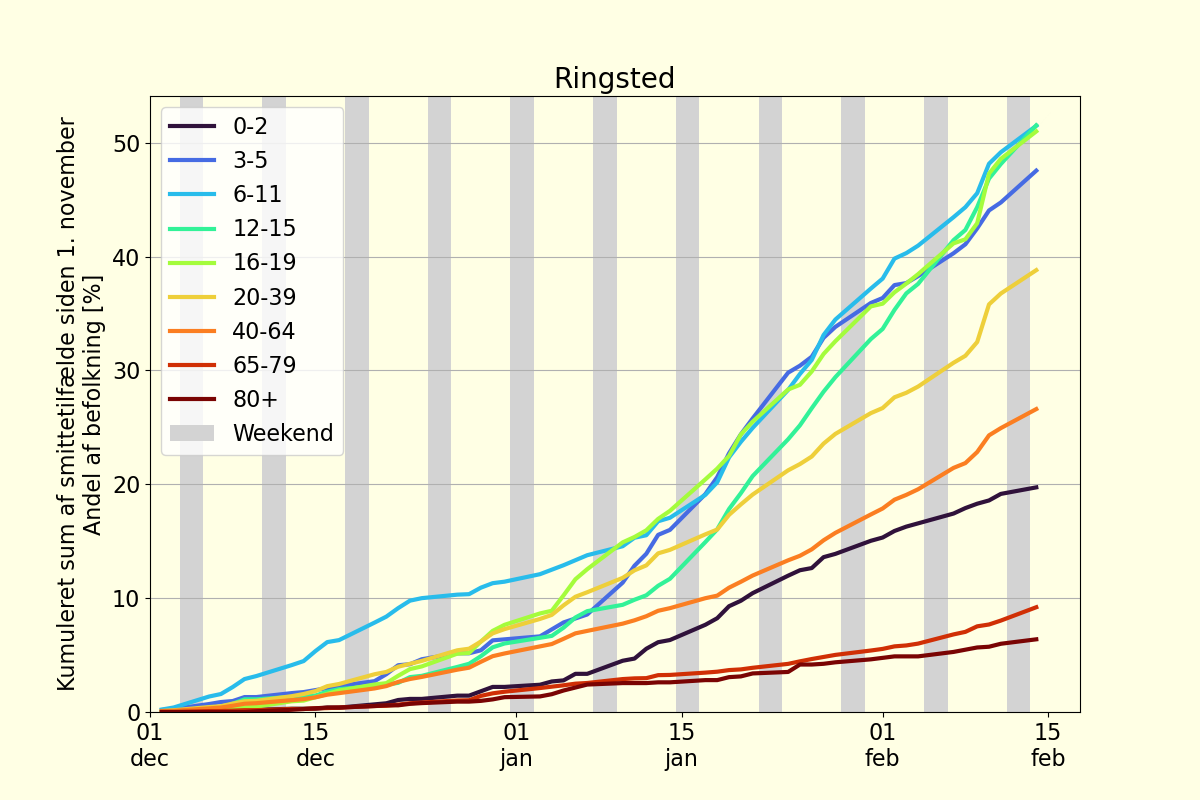 Ringsted
Kumuleret sum af smittetilfælde siden 1. november
Andel af befolkning [%]
50
40
30
20
10
0
0-2
3-5
6-11
12-15
16-19
20-39
40-64
65-79
80+
Weekend
01 15 01 15 01 15
dec dec jan jan feb feb